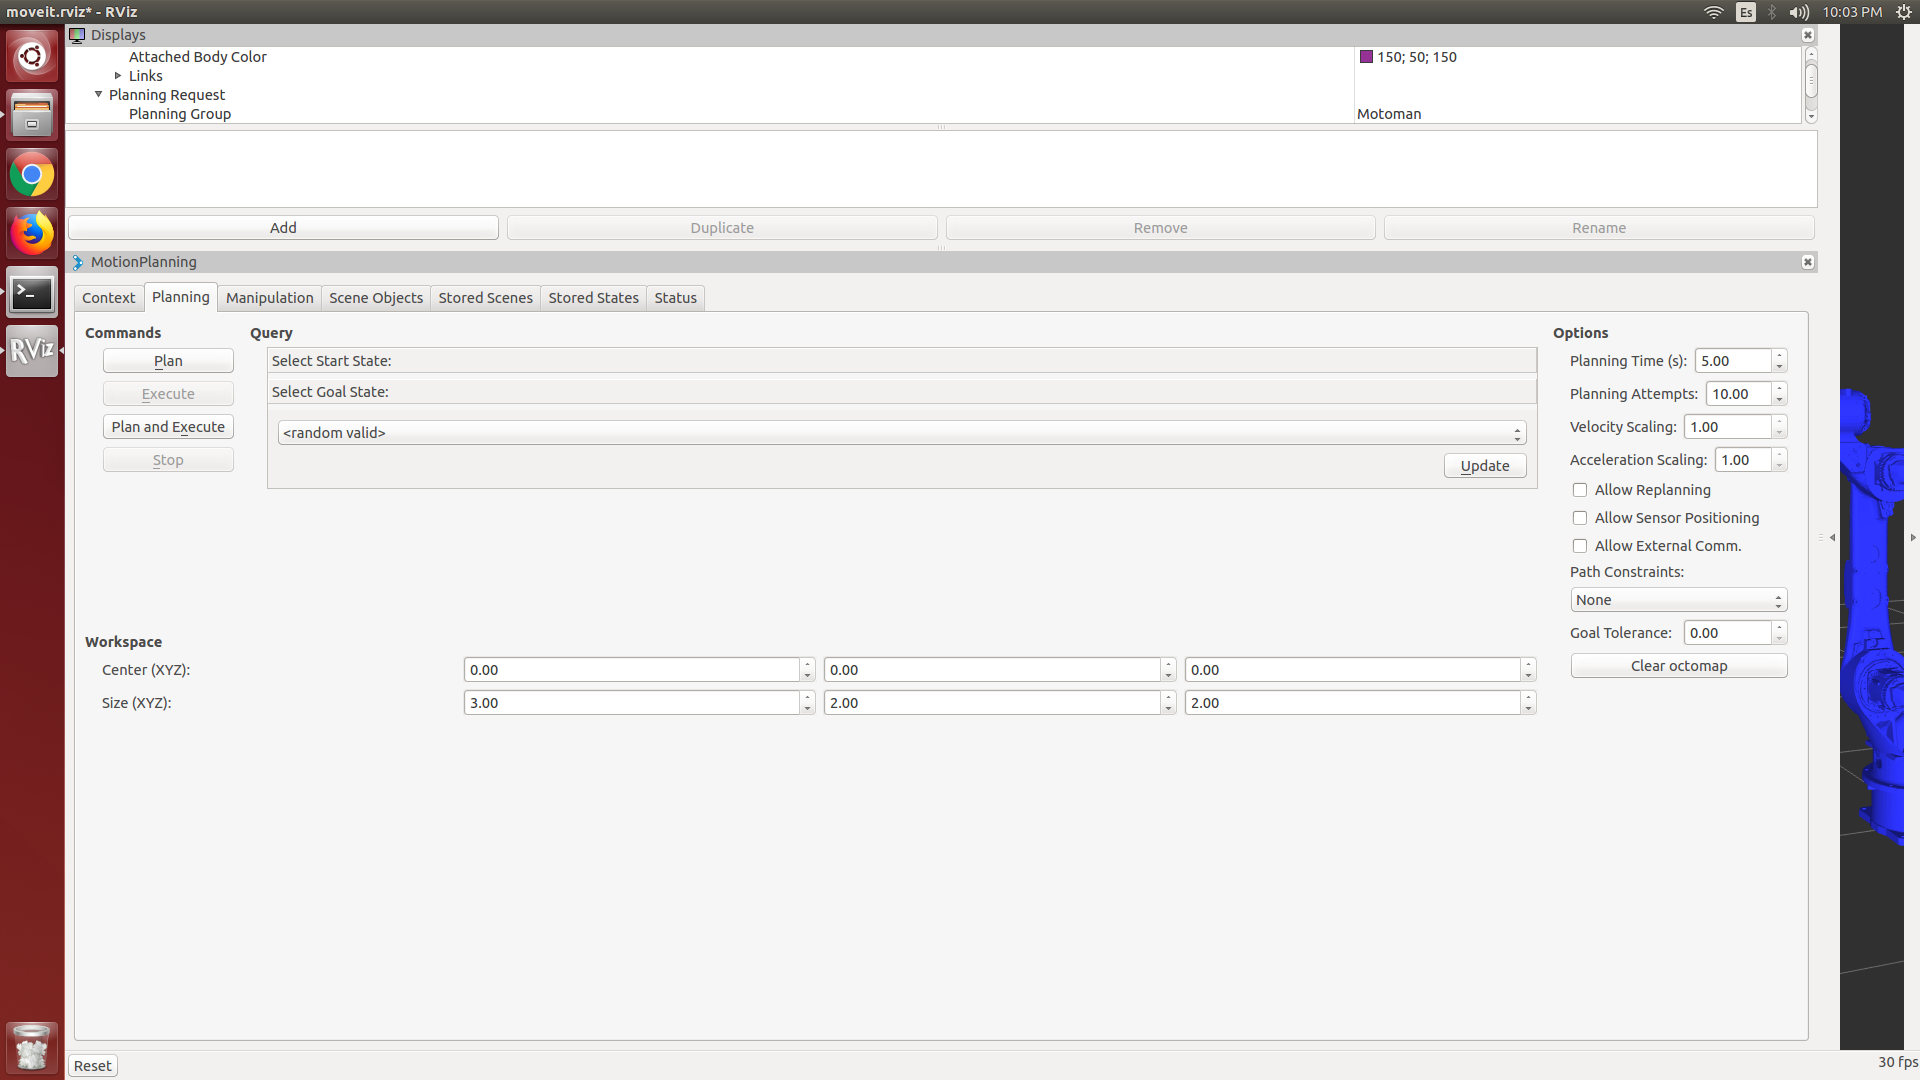 moveit.rviz* - RViz
Es
10:03 PM
Displays
Attached Body Color
150; 50; 150
Links
Planning Request
Planning Group
Motoman
Add
Duplicate
Remove
Rename
MotionPlanning
Context
Planning
Manipulation
Scene Objects
Stored Scenes
Stored States
Status
RViz
Commands
Plan
Execute
Plan and Execute
Stop
Query
Select Start State:
Select Goal State:
<random valid>
Update
Options
Planning Time (s): 5.00
Planning Attempts: 10.00
Velocity Scaling: 1.00
Acceleration Scaling: 1.00
Allow Replanning
Allow Sensor Positioning
Allow External Comm.
Path Constraints:
None
Goal Tolerance: 0.00
Clear octomap
Workspace
Center (XYZ): 0.00 0.00 0.00
Size (XYZ): 3.00 2.00 2.00
Reset
30 fps